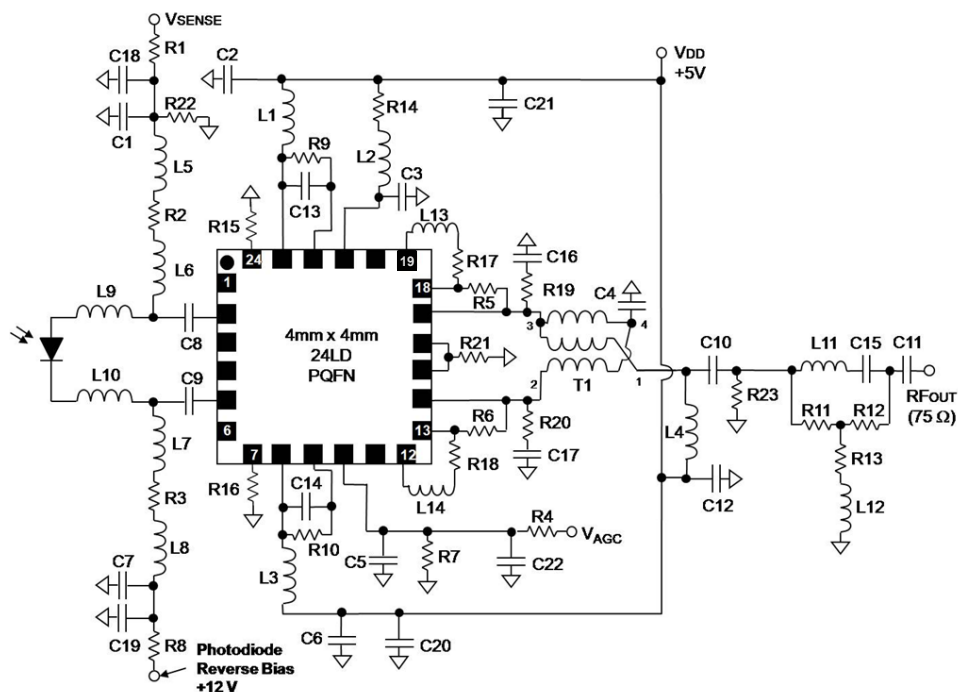 VSENSE
R1
C18
C1
R22
L5
R2
L6
L9
C8
L10
C9
L7
R3
L8
C7
C19
R8
Photodiode
Reverse Bias
+12 V
C2
L1
R9
C13
R14
L2
C3
VDD
+5V
C21
R15
24
19
1
18
6
13
7
12
4mm x 4mm
24LD
PQFN
L13
R17
R5
C16
R19
C4
3
4
R21
2
T1
1
R6
R20
R18
C17
L14
R16
C14
R10
L3
C5
R7
C22
R4
VAGC
C6
C20
C10
R23
L4
C12
L11
C15
C11
RFOUT
(75 Ω)
R11
R12
R13
L12